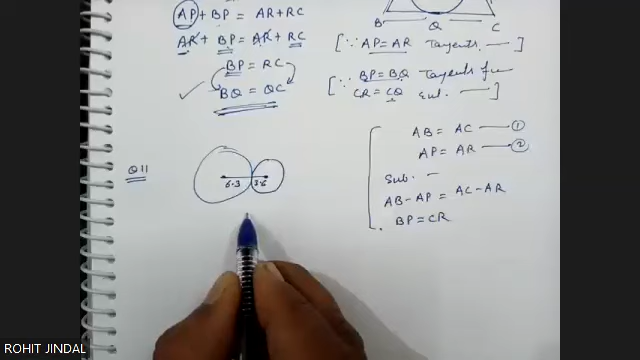 AP + BP = AR + RC
AR + BP = AR + RC
BP = RC
BQ = QC
B Q C
[∵ AP = AR Tangents. — ]
[∵ BP = BQ Tangents
CR = CQ — ]
AB = AC — ①
AP = AR — ②
Sub. —
AB - AP = AC - AR
BP = CR
Q 11
6.3 3.6
ROHIT JINDAL